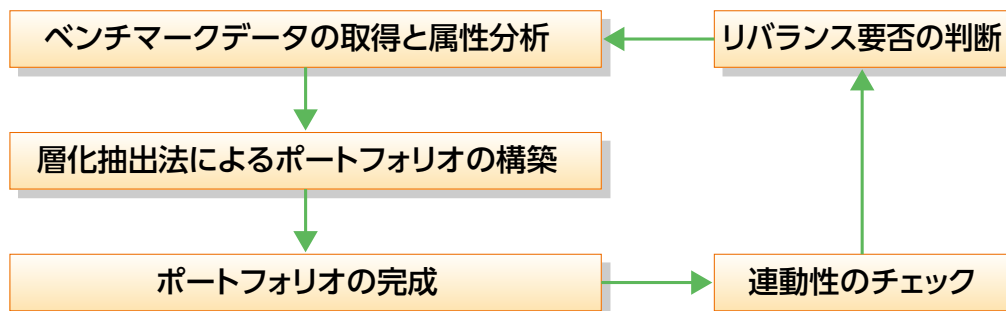 ベンチマークデータの取得と属性分析
リバランス要否の判断
層化抽出法によるポートフォリオの構築
ポートフォリオの完成
連動性のチェック